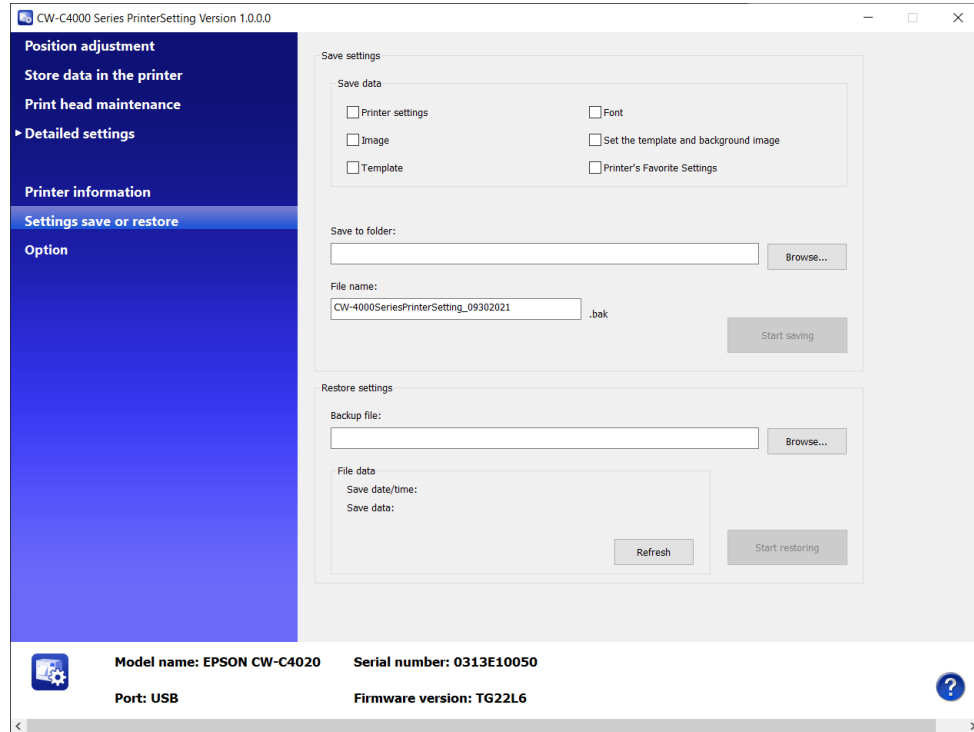 CW-C4000 Series PrinterSetting Version 1.0.0.0
Position adjustment
Store data in the printer
Print head maintenance
Detailed settings
Printer information
Settings save or restore
Option
Save settings
Save data
Printer settings
Font
Image
Set the template and background image
Template
Printer's Favorite Settings
Save to folder:
Browse...
File name:
CW-4000SeriesPrinterSetting_09302021
.bak
Start saving
Restore settings
Backup file:
Browse...
File data
Save date/time:
Save data:
Refresh
Start restoring
Model name: EPSON CW-C4020
Serial number: 0313E10050
Port: USB
Firmware version: TG22L6
?